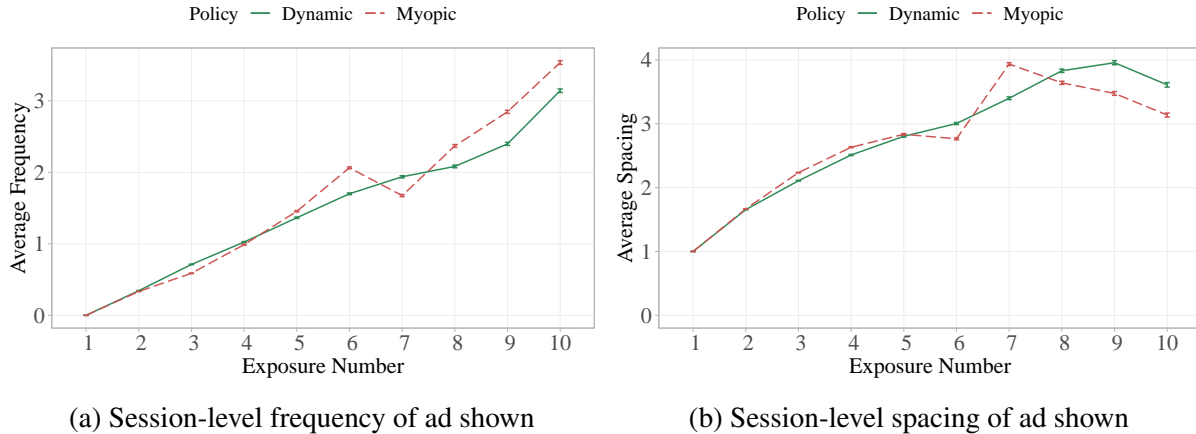 Policy Dynamic Myopic
Average Frequency
3
2
1
0
1 2 3 4 5 6 7 8 9 10
Exposure Number
(a) Session-level frequency of ad shown
Policy Dynamic Myopic
Average Spacing
4
3
2
1
0
1 2 3 4 5 6 7 8 9 10
Exposure Number
(b) Session-level spacing of ad shown